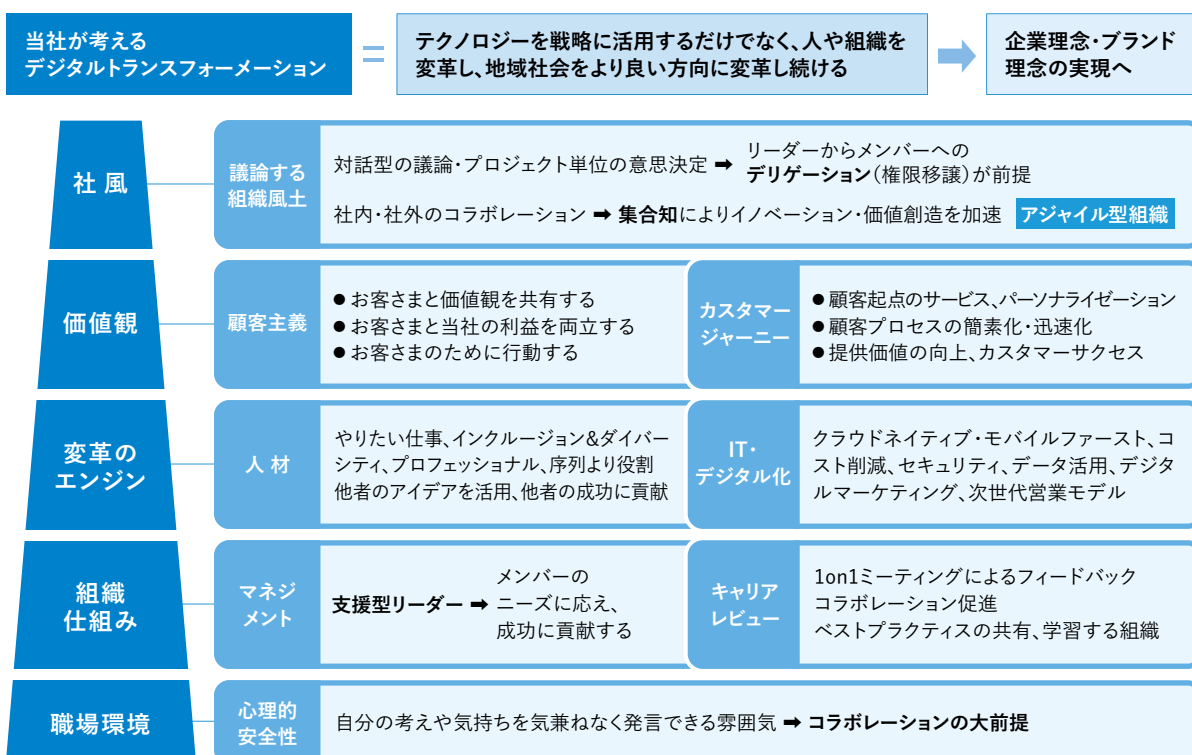 当社が考える
デジタルトランスフォーメーション
=
テクノロジーを戦略に活用するだけでなく、人や組織を
変革し、地域社会をより良い方向に変革し続ける
企業理念・ブランド
理念の実現へ
社風
議論する
組織風土
対話型の議論・プロジェクト単位の意思決定 ➡ リーダーからメンバーへの
デリゲーション(権限移譲)が前提
社内・社外のコラボレーション ➡ 集合知によりイノベーション・価値創造を加速 アジャイル型組織
価値観
顧客主義
●お客さまと価値観を共有する
●お客さまと当社の利益を両立する
●お客さまのために行動する
カスタマー
ジャーニー
●顧客起点のサービス、パーソナライゼーション
●顧客プロセスの簡素化・迅速化
●提供価値の向上、カスタマーサクセス
変革の
エンジン
人材
やりたい仕事、インクルージョン&ダイバー
シティ、プロフェッショナル、序列より役割
他者のアイデアを活用、他者の成功に貢献
IT・
デジタル化
クラウドネイティブ・モバイルファースト、コ
スト削減、セキュリティ、データ活用、デジタ
ルマーケティング、次世代営業モデル
組織
仕組み
マネジ
メント
支援型リーダー ➡ メンバーの
ニーズに応え、
成功に貢献する
キャリア
レビュー
1on1ミーティングによるフィードバック
コラボレーション促進
ベストプラクティスの共有、学習する組織
職場環境
心理的
安全性
自分の考えや気持ちを気兼ねなく発言できる雰囲気 ➡ コラボレーションの大前提